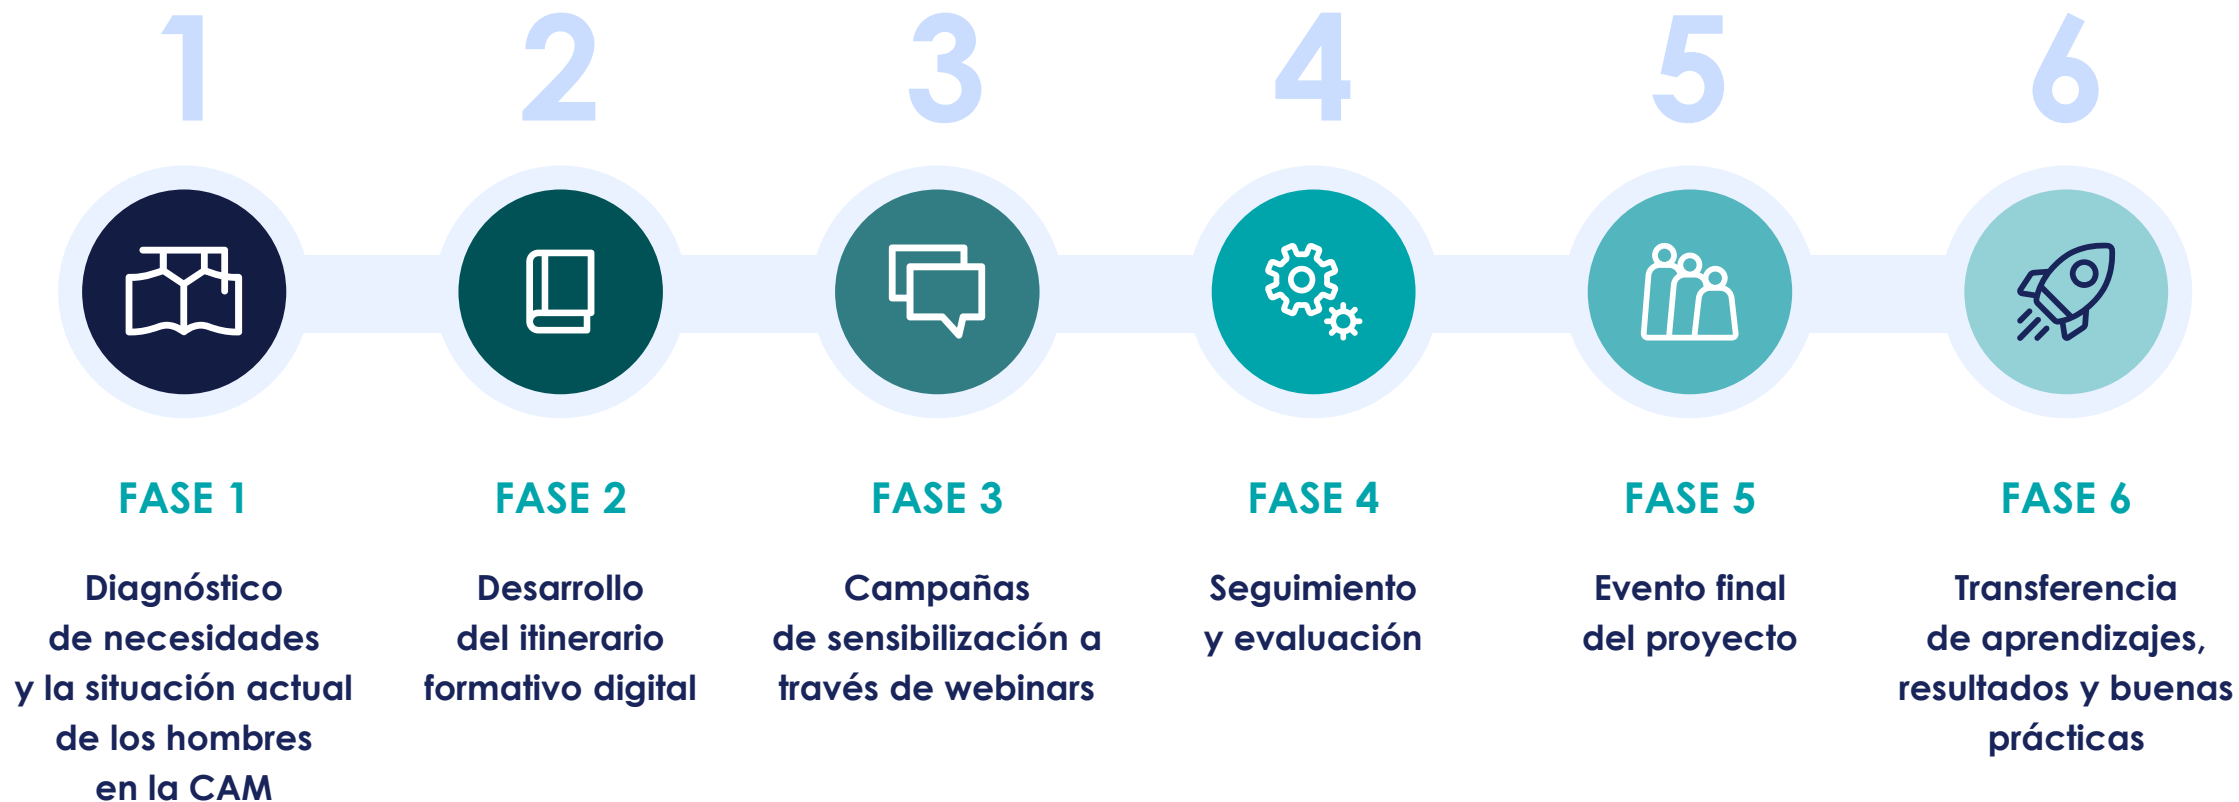 1
2
3
4
5
6
FASE 1
Diagnóstico
de necesidades
y la situación actual
de los hombres
en la CAM
FASE 2
Desarrollo
del itinerario
formativo digital
FASE 3
Campañas
de sensibilización a
través de webinars
FASE 4
Seguimiento
y evaluación
FASE 5
Evento final
del proyecto
FASE 6
Transferencia
de aprendizajes,
resultados y buenas
prácticas